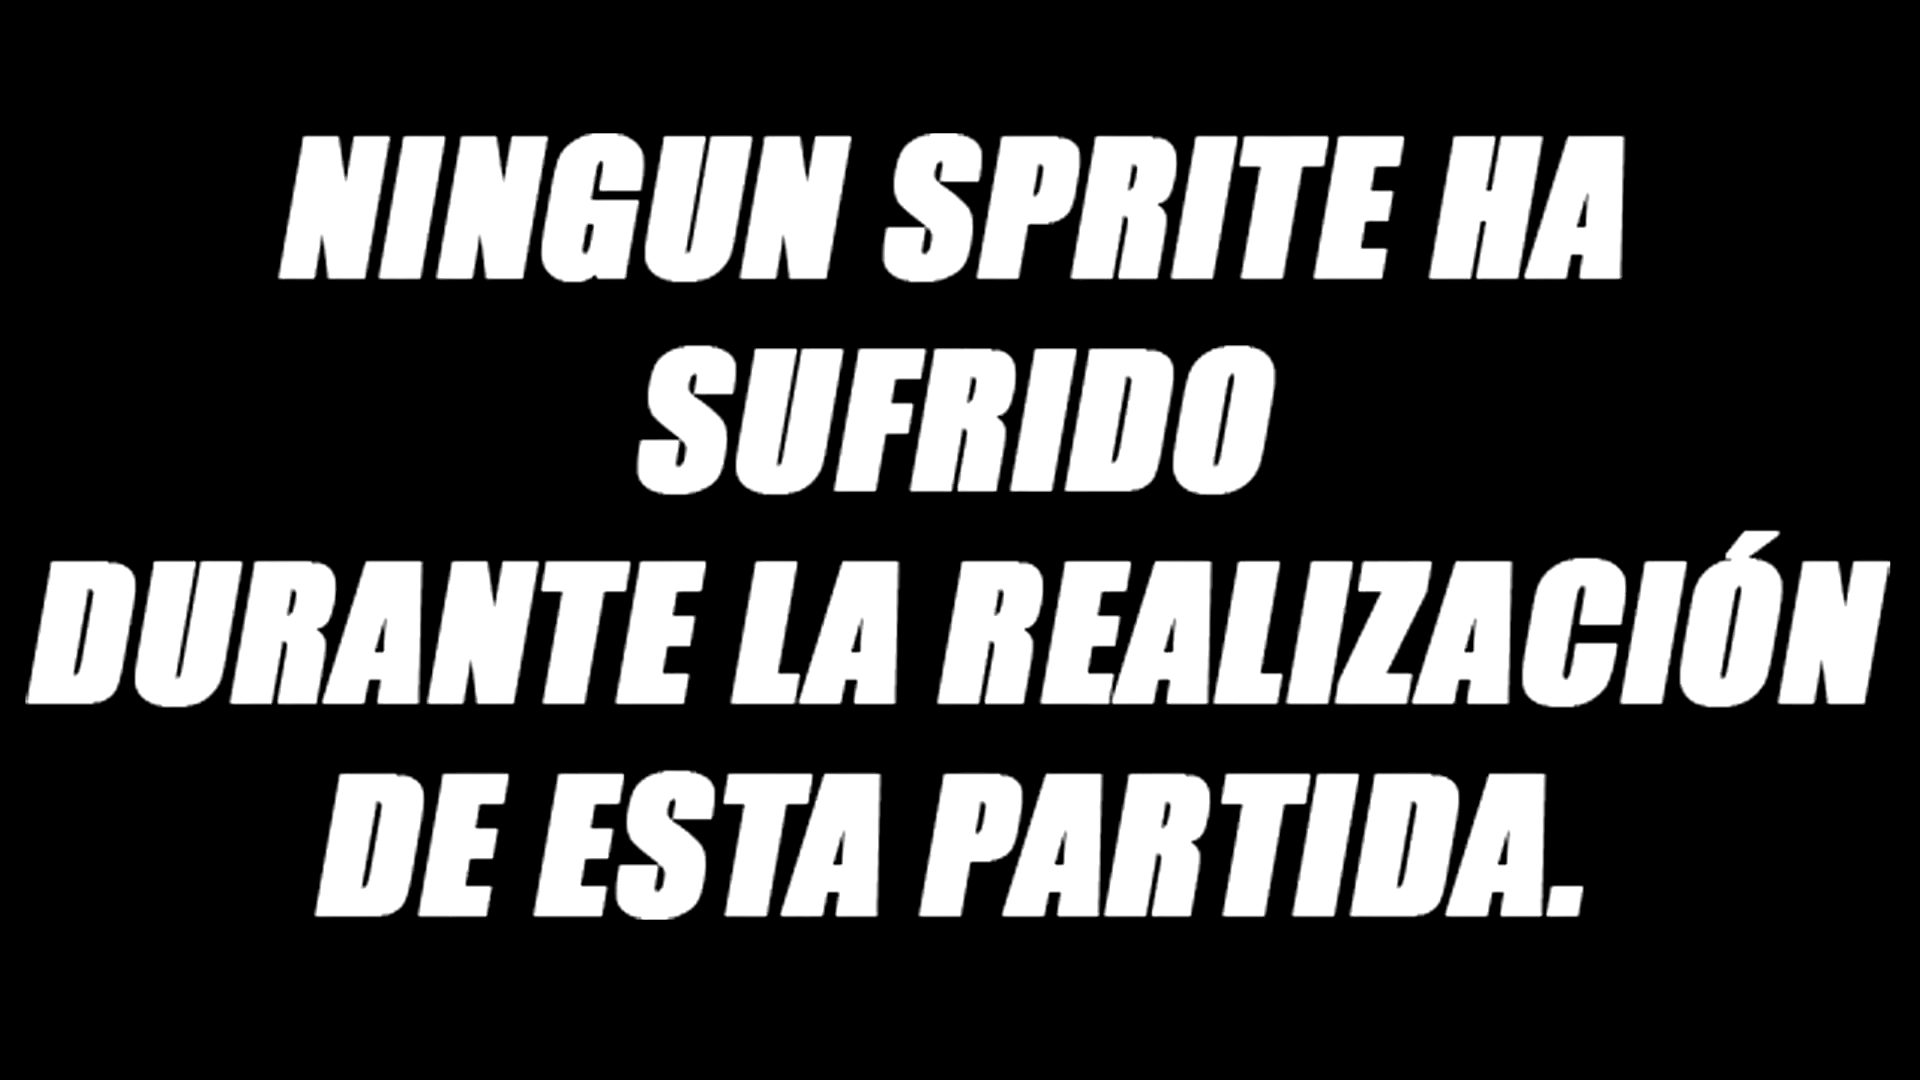 NINGUN SPRITE HA
SUFRIDO
DURANTE LA REALIZACIÓN
DE ESTA PARTIDA.